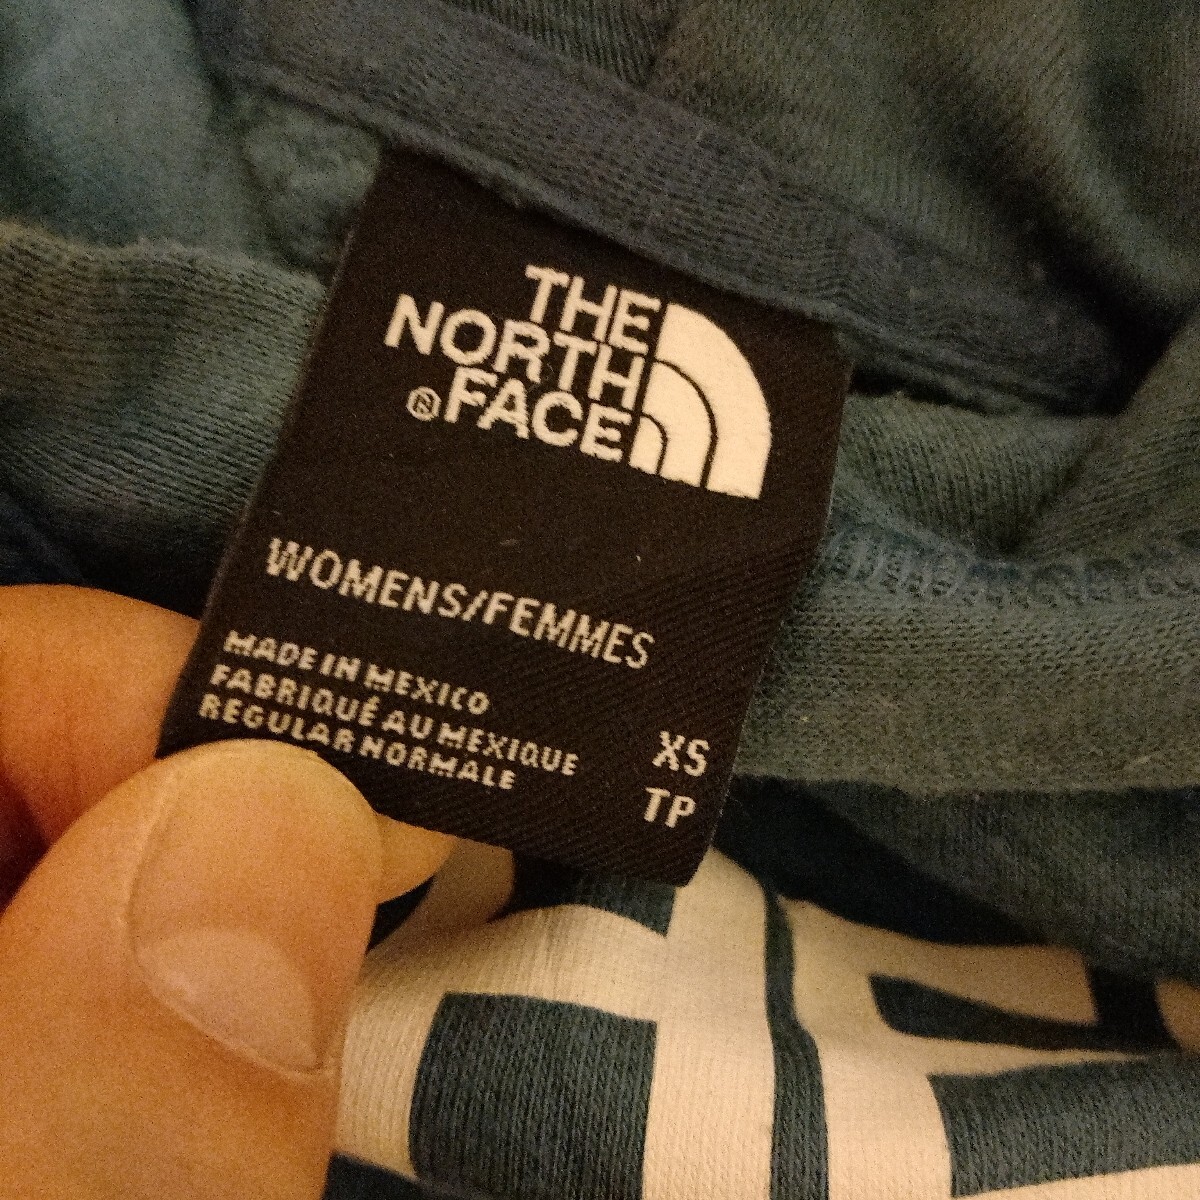 THE
NORTH
® FACE
WOMENS/FEMMES
MADE IN MEXICO
FABRIQUÉ AU MEXIQUE
REGULAR NORMALE
XS
TP